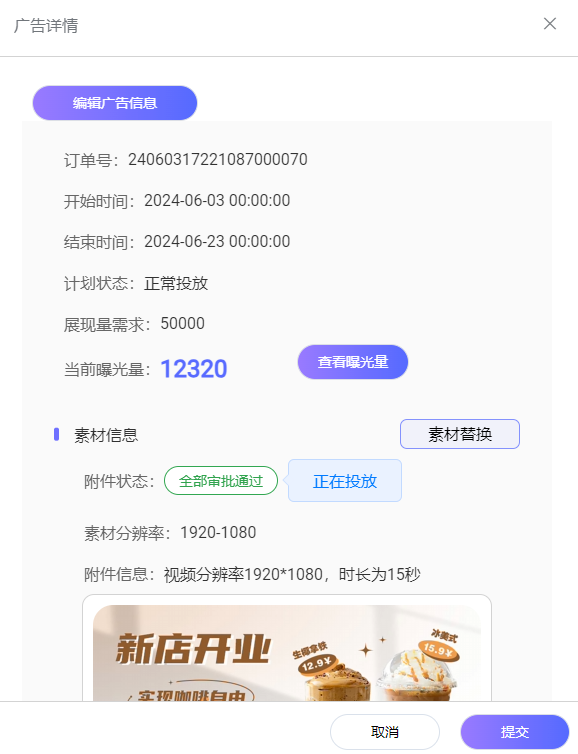 广告详情
编辑广告信息
订单号：24060317221087000070
开始时间：2024-06-03 00:00:00
结束时间：2024-06-23 00:00:00
计划状态：正常投放
展现量需求：50000
当前曝光量：12320 查看曝光量
素材信息 素材替换
附件状态：全部审批通过 正在投放
素材分辨率：1920-1080
附件信息：视频分辨率1920*1080，时长为15秒
新店开业
生椰拿铁
12.9¥
冰美式
15.9¥
实现咖啡自由
取消 提交